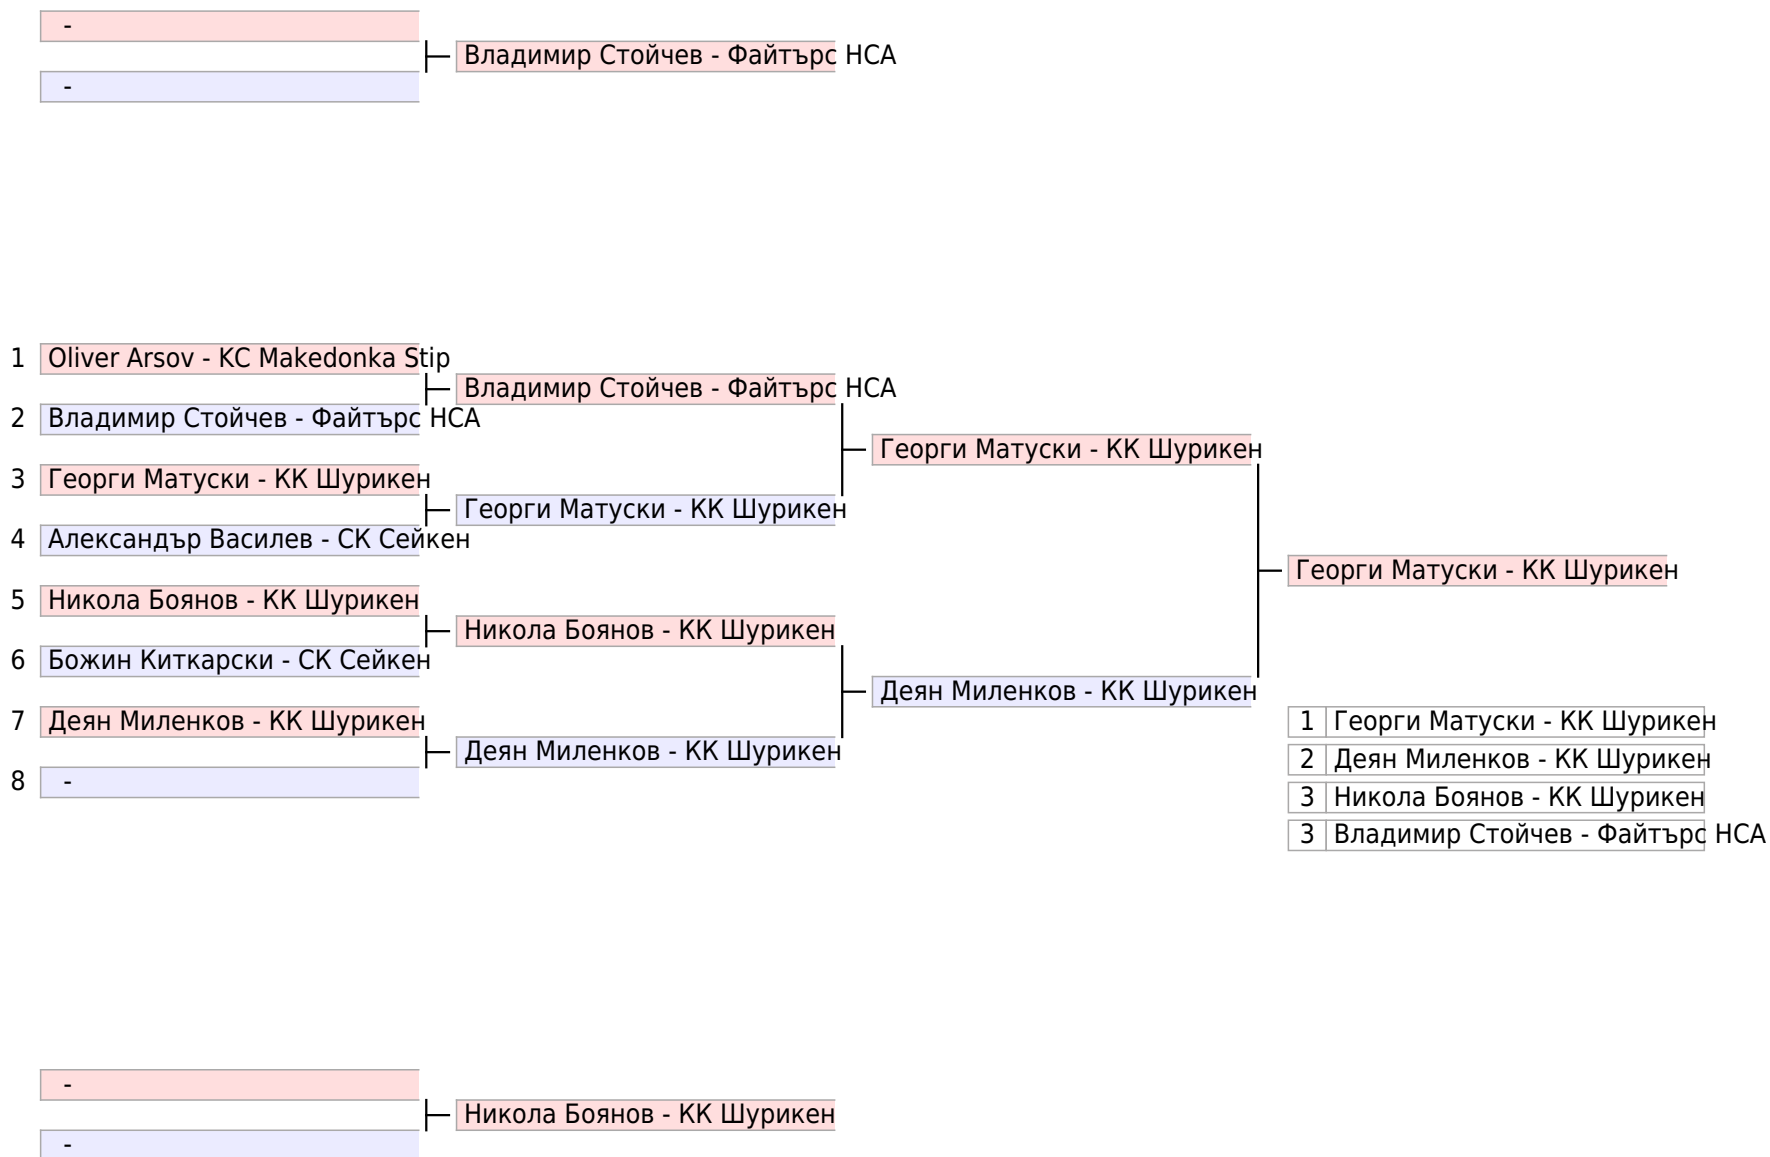 -
Владимир Стойчев - Файтърс НСА
-
1 Oliver Arsov - KC Makedonka Stip
Владимир Стойчев - Файтърс НСА
2 Владимир Стойчев - Файтърс НСА
Георги Матуски - КК Шурикен
3 Георги Матуски - КК Шурикен
Георги Матуски - КК Шурикен
4 Александър Василев - СК Сейкен
Георги Матуски - КК Шурикен
5 Никола Боянов - КК Шурикен
Никола Боянов - КК Шурикен
6 Божин Киткарски - СК Сейкен
Деян Миленков - КК Шурикен
7 Деян Миленков - КК Шурикен
1 Георги Матуски - КК Шурикен
Деян Миленков - КК Шурикен
2 Деян Миленков - КК Шурикен
8 -
3 Никола Боянов - КК Шурикен
3 Владимир Стойчев - Файтърс НСА
-
Никола Боянов - КК Шурикен
-